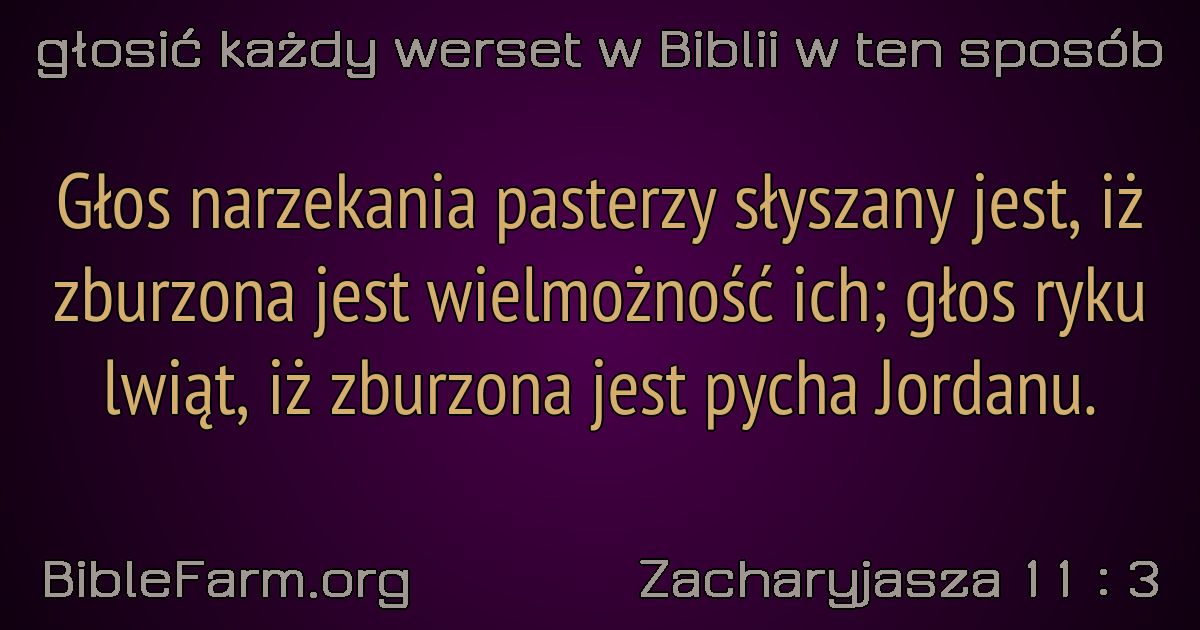 głosić każdy werset w Biblii w ten sposób
Głos narzekania pasterzy słyszany jest, iż
zburzona jest wielmożność ich; głos ryku
lwiąt, iż zburzona jest pycha Jordanu.
BibleFarm.org
Zacharyjasza 11 : 3